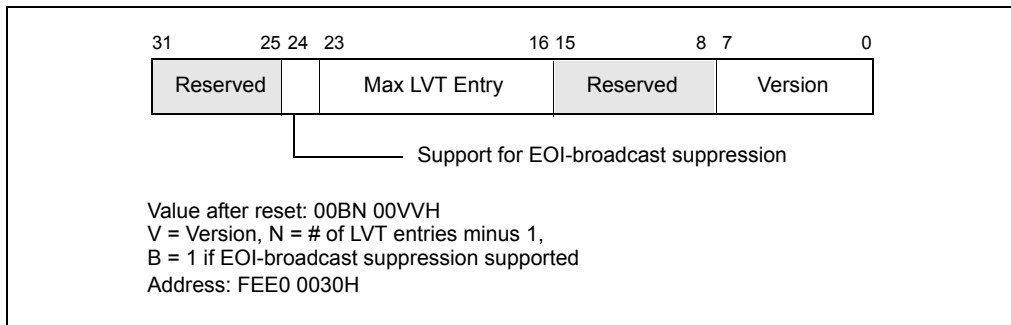 31 25 24 23 16 15 8 7 0
Reserved Max LVT Entry Reserved Version
Support for EOI-broadcast suppression
Value after reset: 00BN 00VVH
V = Version, N = # of LVT entries minus 1,
B = 1 if EOI-broadcast suppression supported
Address: FEE0 0030H